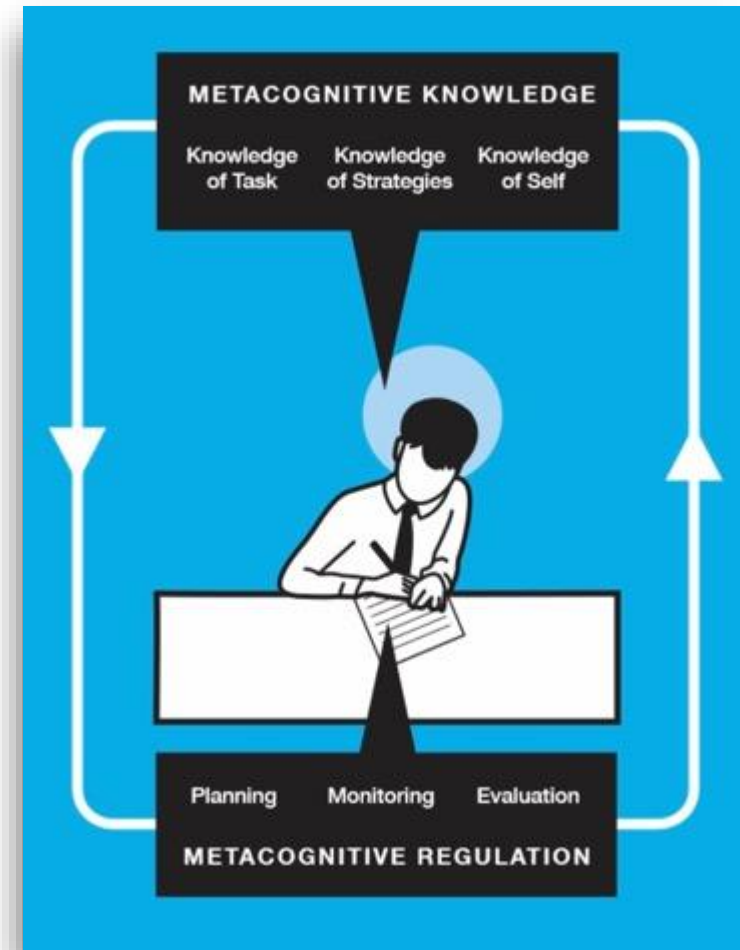 METACOGNITIVE KNOWLEDGE
Knowledge of Task
Knowledge of Strategies
Knowledge of Self
Planning
Monitoring
Evaluation
METACOGNITIVE REGULATION